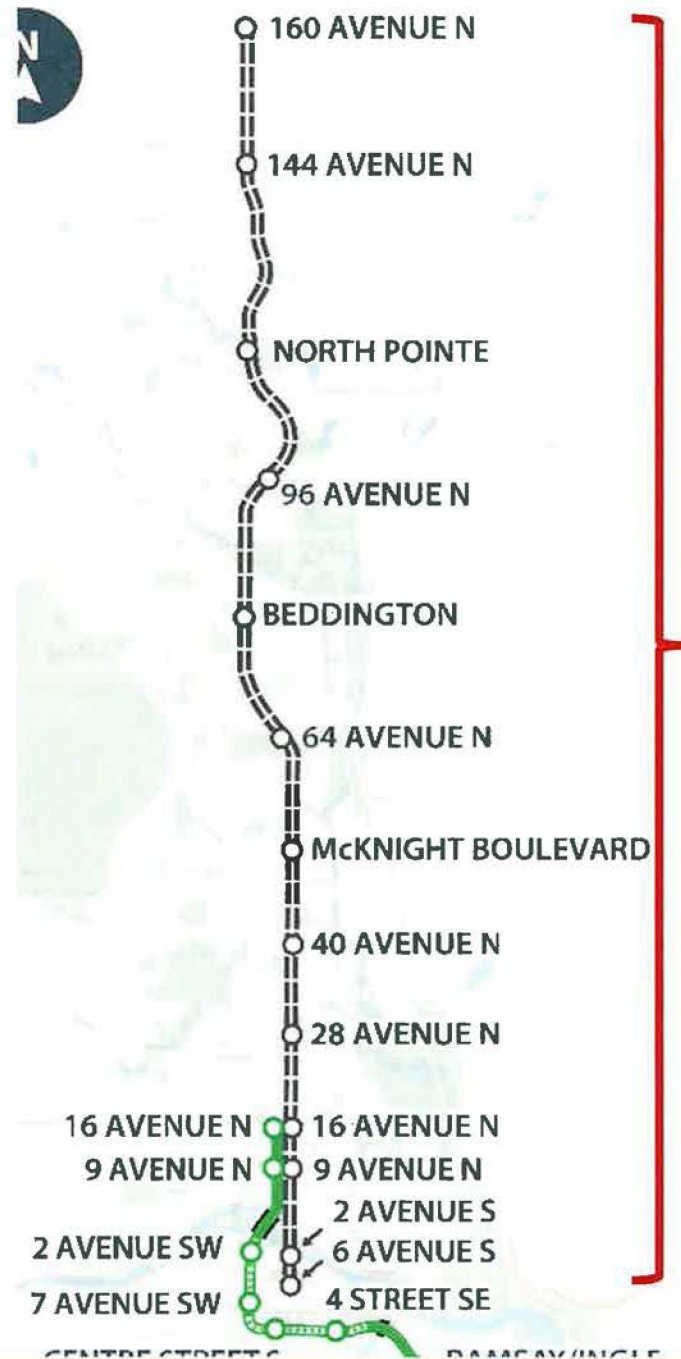 N
160 AVENUE N
144 AVENUE N
NORTH POINTE
96 AVENUE N
BEDDINGTON
64 AVENUE N
McKNIGHT BOULEVARD
40 AVENUE N
28 AVENUE N
16 AVENUE N 16 AVENUE N
9 AVENUE N 9 AVENUE N
2 AVENUE S
2 AVENUE SW 6 AVENUE S
7 AVENUE SW 4 STREET SE
CENTRE STREET S